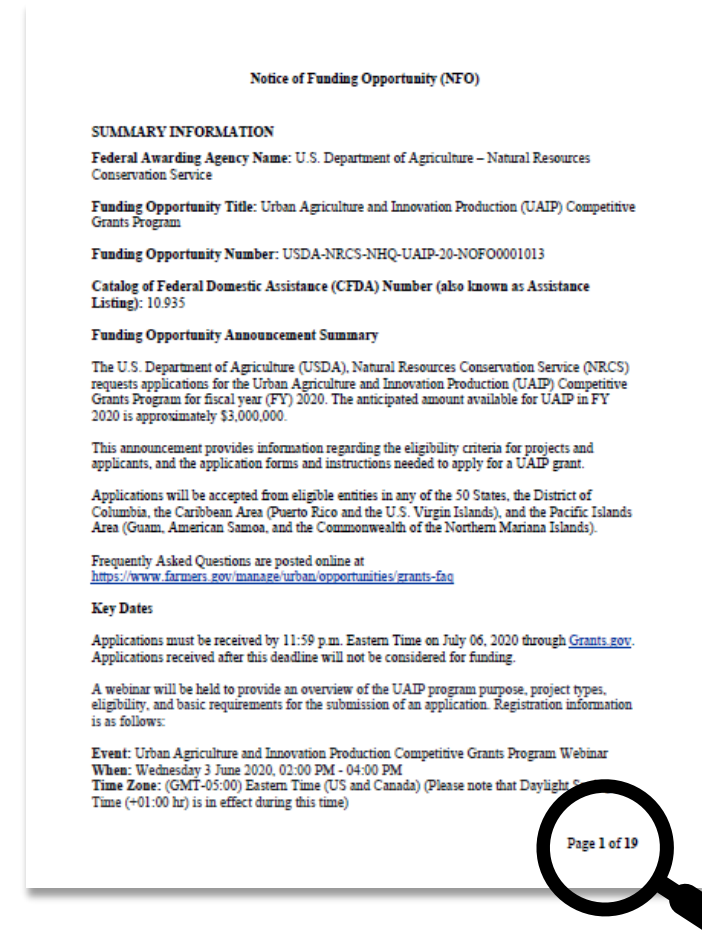 Notice of Funding Opportunity (NFO)
SUMMARY INFORMATION
Federal Awarding Agency Name: U.S. Department of Agriculture – Natural Resources
Conservation Service
Funding Opportunity Title: Urban Agriculture and Innovation Production (UAIP) Competitive
Grants Program
Funding Opportunity Number: USDA-NRCS-NHQ-UAIP-20-NOFO0001013
Catalog of Federal Domestic Assistance (CFDA) Number (also known as Assistance
Listing): 10.935
Funding Opportunity Announcement Summary
The U.S. Department of Agriculture (USDA), Natural Resources Conservation Service (NRCS)
requests applications for the Urban Agriculture and Innovation Production (UAIP) Competitive
Grants Program for fiscal year (FY) 2020. The anticipated amount available for UAIP in FY
2020 is approximately $3,000,000.
This announcement provides information regarding the eligibility criteria for projects and
applicants, and the application forms and instructions needed to apply for a UAIP grant.
Applications will be accepted from eligible entities in any of the 50 States, the District of
Columbia, the Caribbean Area (Puerto Rico and the U.S. Virgin Islands), and the Pacific Islands
Area (Guam, American Samoa, and the Commonwealth of the Northern Mariana Islands).
Frequently Asked Questions are posted online at
https://www.farmers.gov/manage/urban/opportunities/grants-faq
Key Dates
Applications must be received by 11:59 p.m. Eastern Time on July 06, 2020 through Grants.gov.
Applications received after this deadline will not be considered for funding.
A webinar will be held to provide an overview of the UAIP program purpose, project types,
eligibility, and basic requirements for the submission of an application. Registration information
is as follows:
Event: Urban Agriculture and Innovation Production Competitive Grants Program Webinar
When: Wednesday 3 June 2020, 02:00 PM - 04:00 PM
Time Zone: (GMT-05:00) Eastern Time (US and Canada) (Please note that Daylight
Time (+01:00 hr) is in effect during this time)
Page 1 of 19